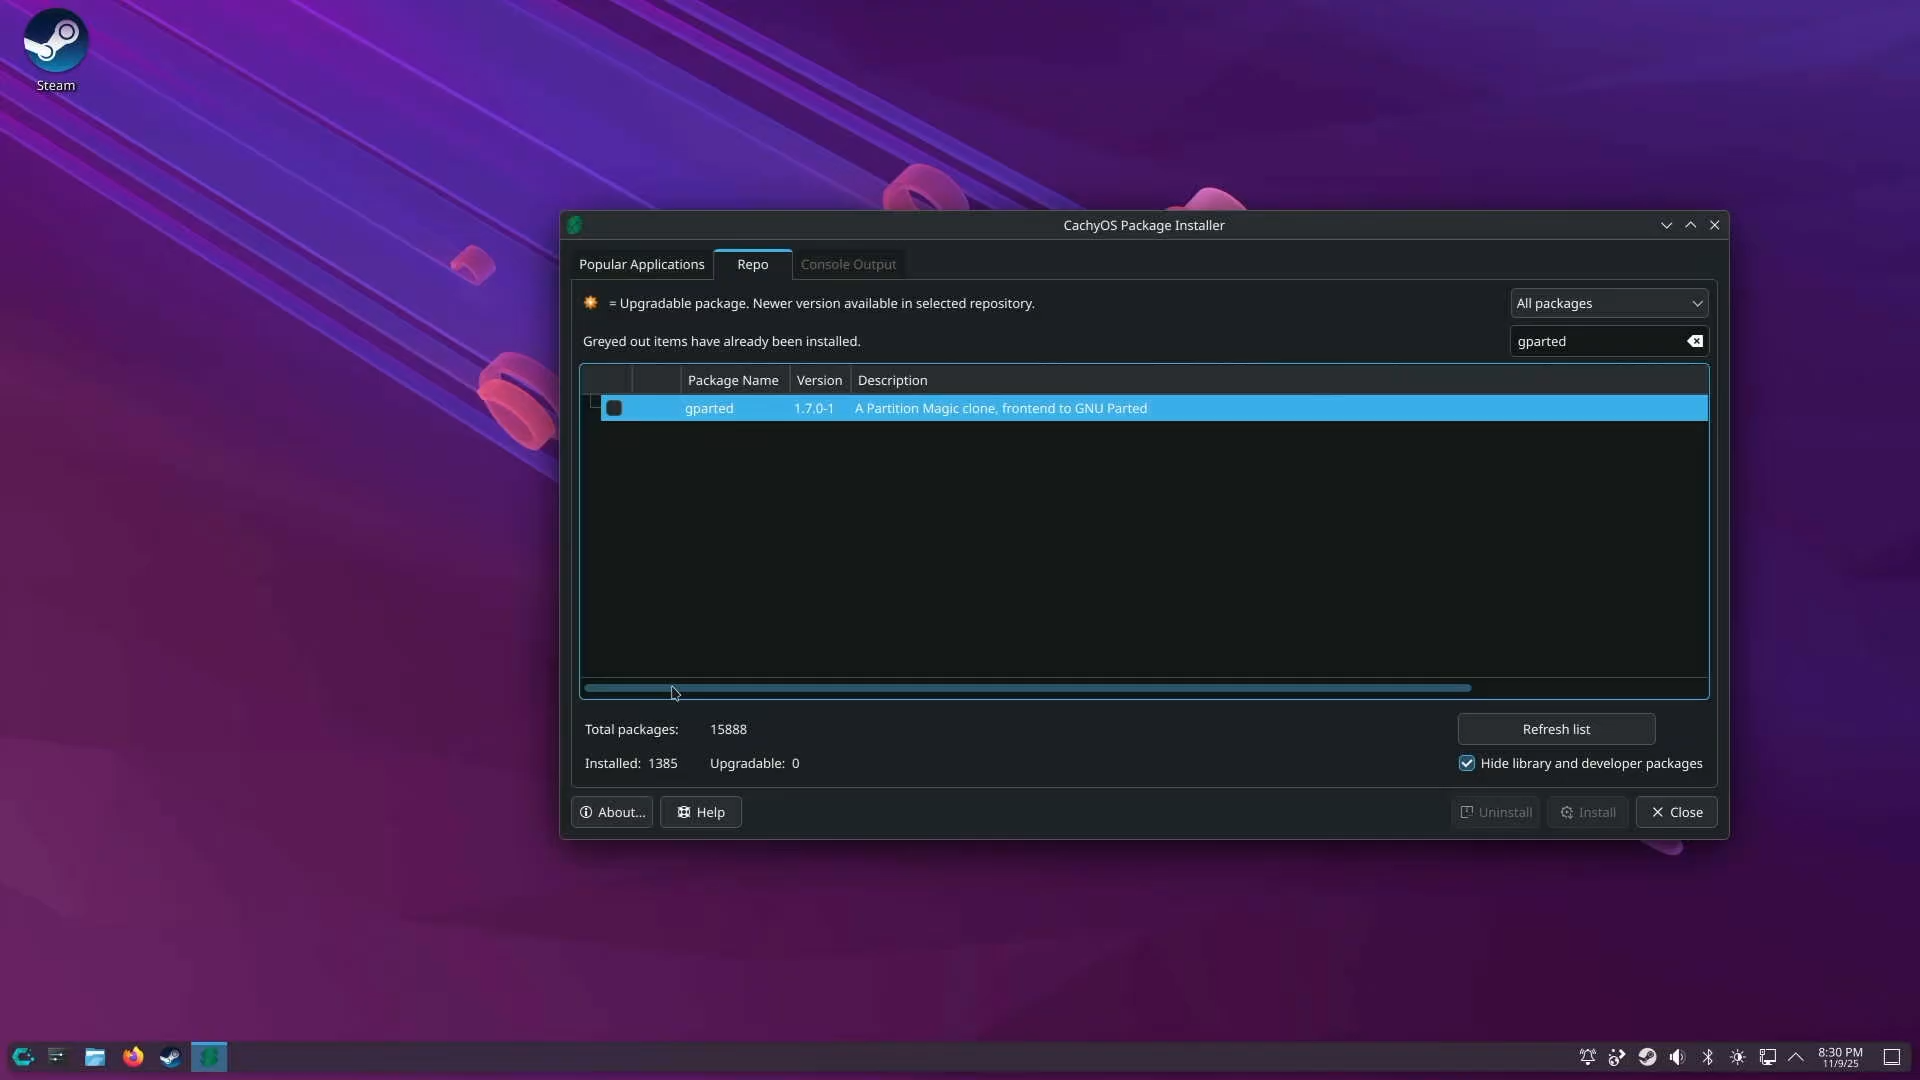 Steam
CachyOS Package Installer
Popular Applications
Repo
Console Output
= Upgradable package. Newer version available in selected repository.
All packages
Greyed out items have already been installed.
gparted
Package Name
Version
Description
gparted
1.7.0-1
A Partition Magic clone, frontend to GNU Parted
Total packages: 15888
Refresh list
Installed: 1385
Upgradable: 0
Hide library and developer packages
About...
Help
Uninstall
Install
Close
8:30 PM
11/9/25